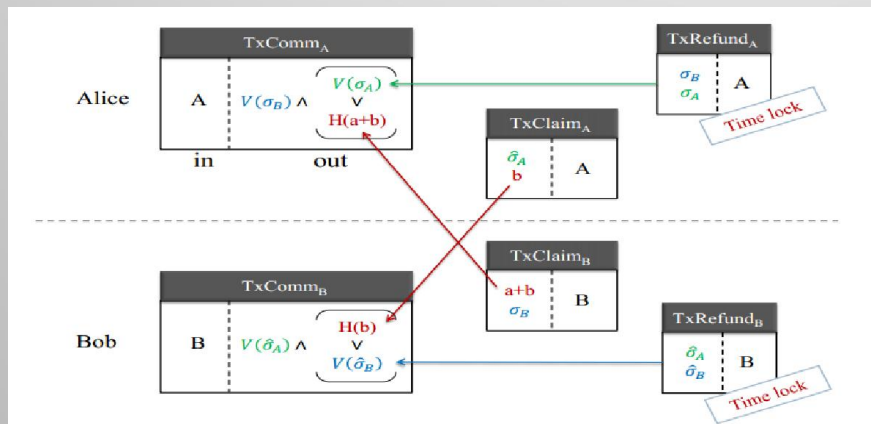 TxComm_A
Alice
A
V(σ_B) ∧
V(σ_A)
∨
H(a+b)
in
out
TxRefund_A
σ_B
σ_A
A
Time lock
TxClaim_A
σ̂_A
b
A
TxClaim_B
a+b
σ_B
B
TxComm_B
Bob
B
V(σ̂_A) ∧
H(b)
∨
V(σ̂_B)
TxRefund_B
σ̂_A
σ̂_B
B
Time lock